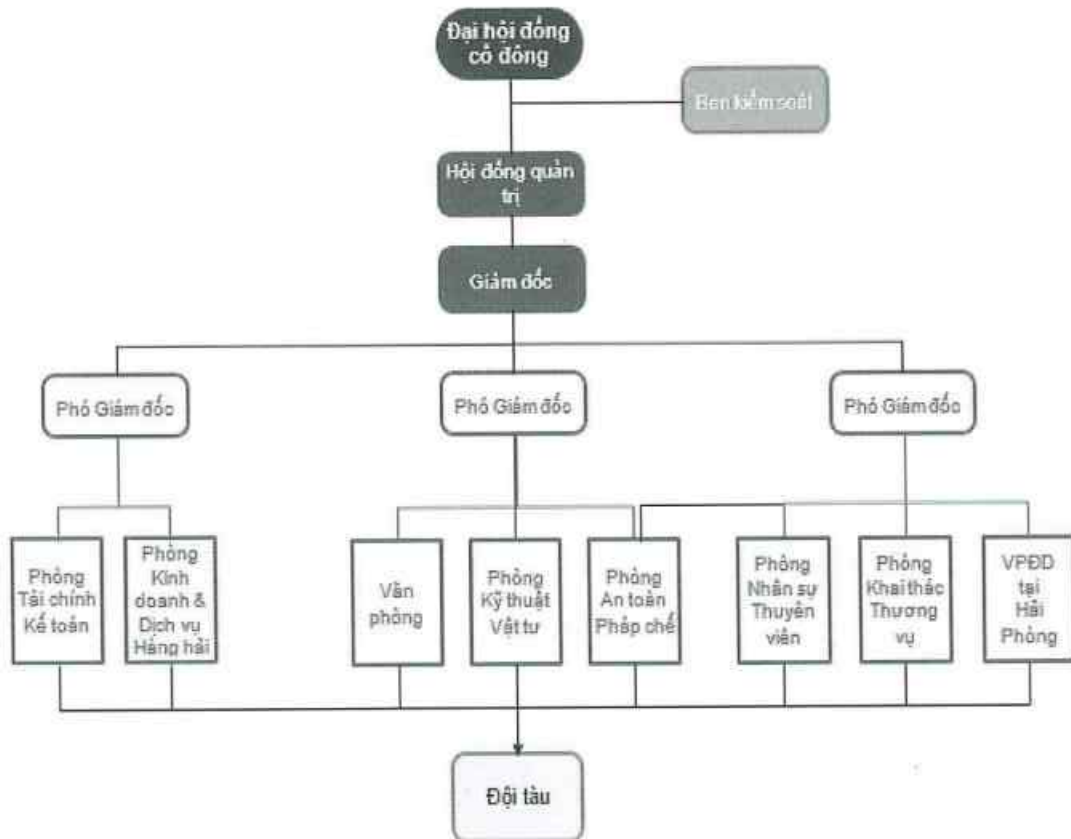 Đại hội đồng
cổ đông
Ban kiểm soát
Hội đồng quản
trị
Giám đốc
Phó Giám đốc
Phó Giám đốc
Phó Giám đốc
Phòng
Tài chính
Kế toán
Phòng
Kinh
doanh &
Dịch vụ
Hàng hải
Văn
phòng
Phòng
Kỹ thuật
Vật tư
Phòng
An toàn
Pháp chế
Phòng
Nhân sự
Thuyền
viên
Phòng
Khai thác
Thương
vụ
VPĐD
tại
Hải
Phòng
Đội tàu